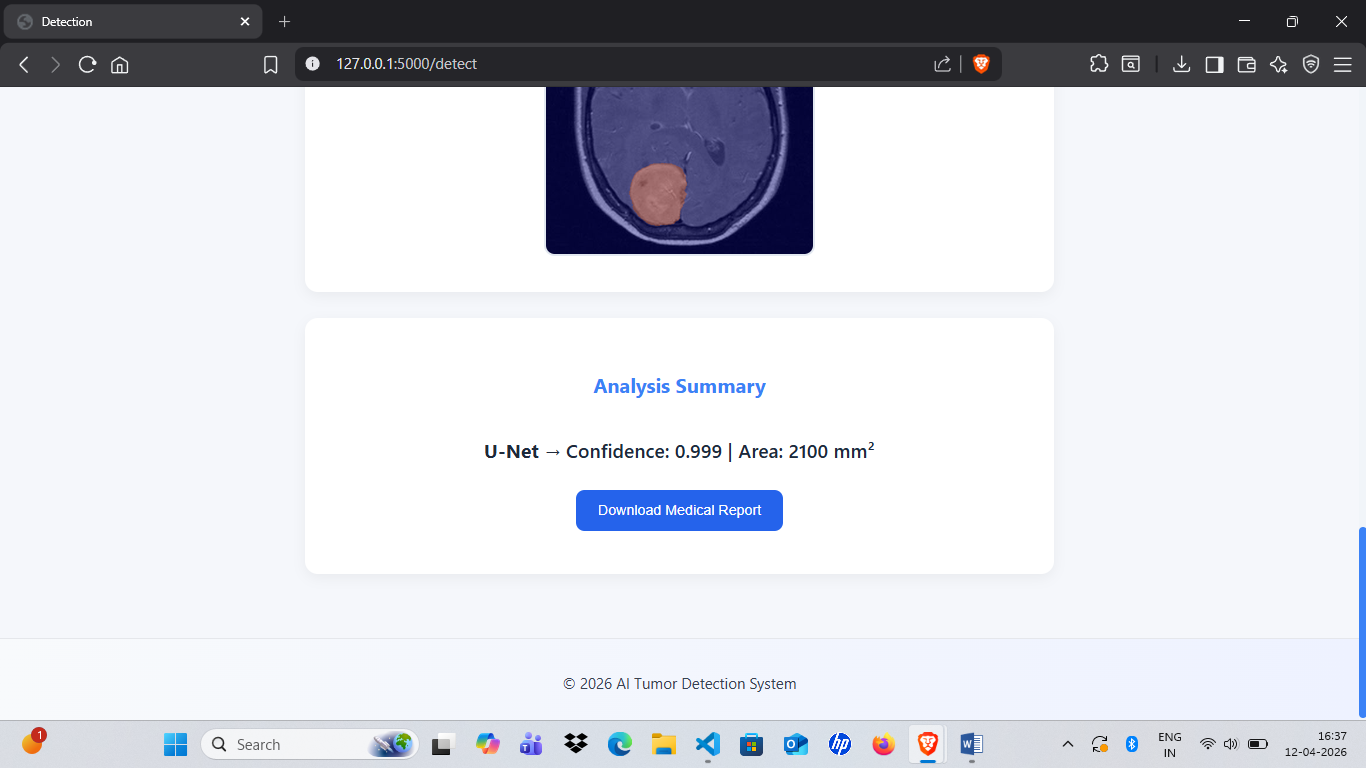 Detection
127.0.0.1:5000/detect
Analysis Summary
U-Net → Confidence: 0.999 | Area: 2100 mm²
Download Medical Report
© 2026 AI Tumor Detection System
1
Search
ENG
IN
16:37
12-04-2026